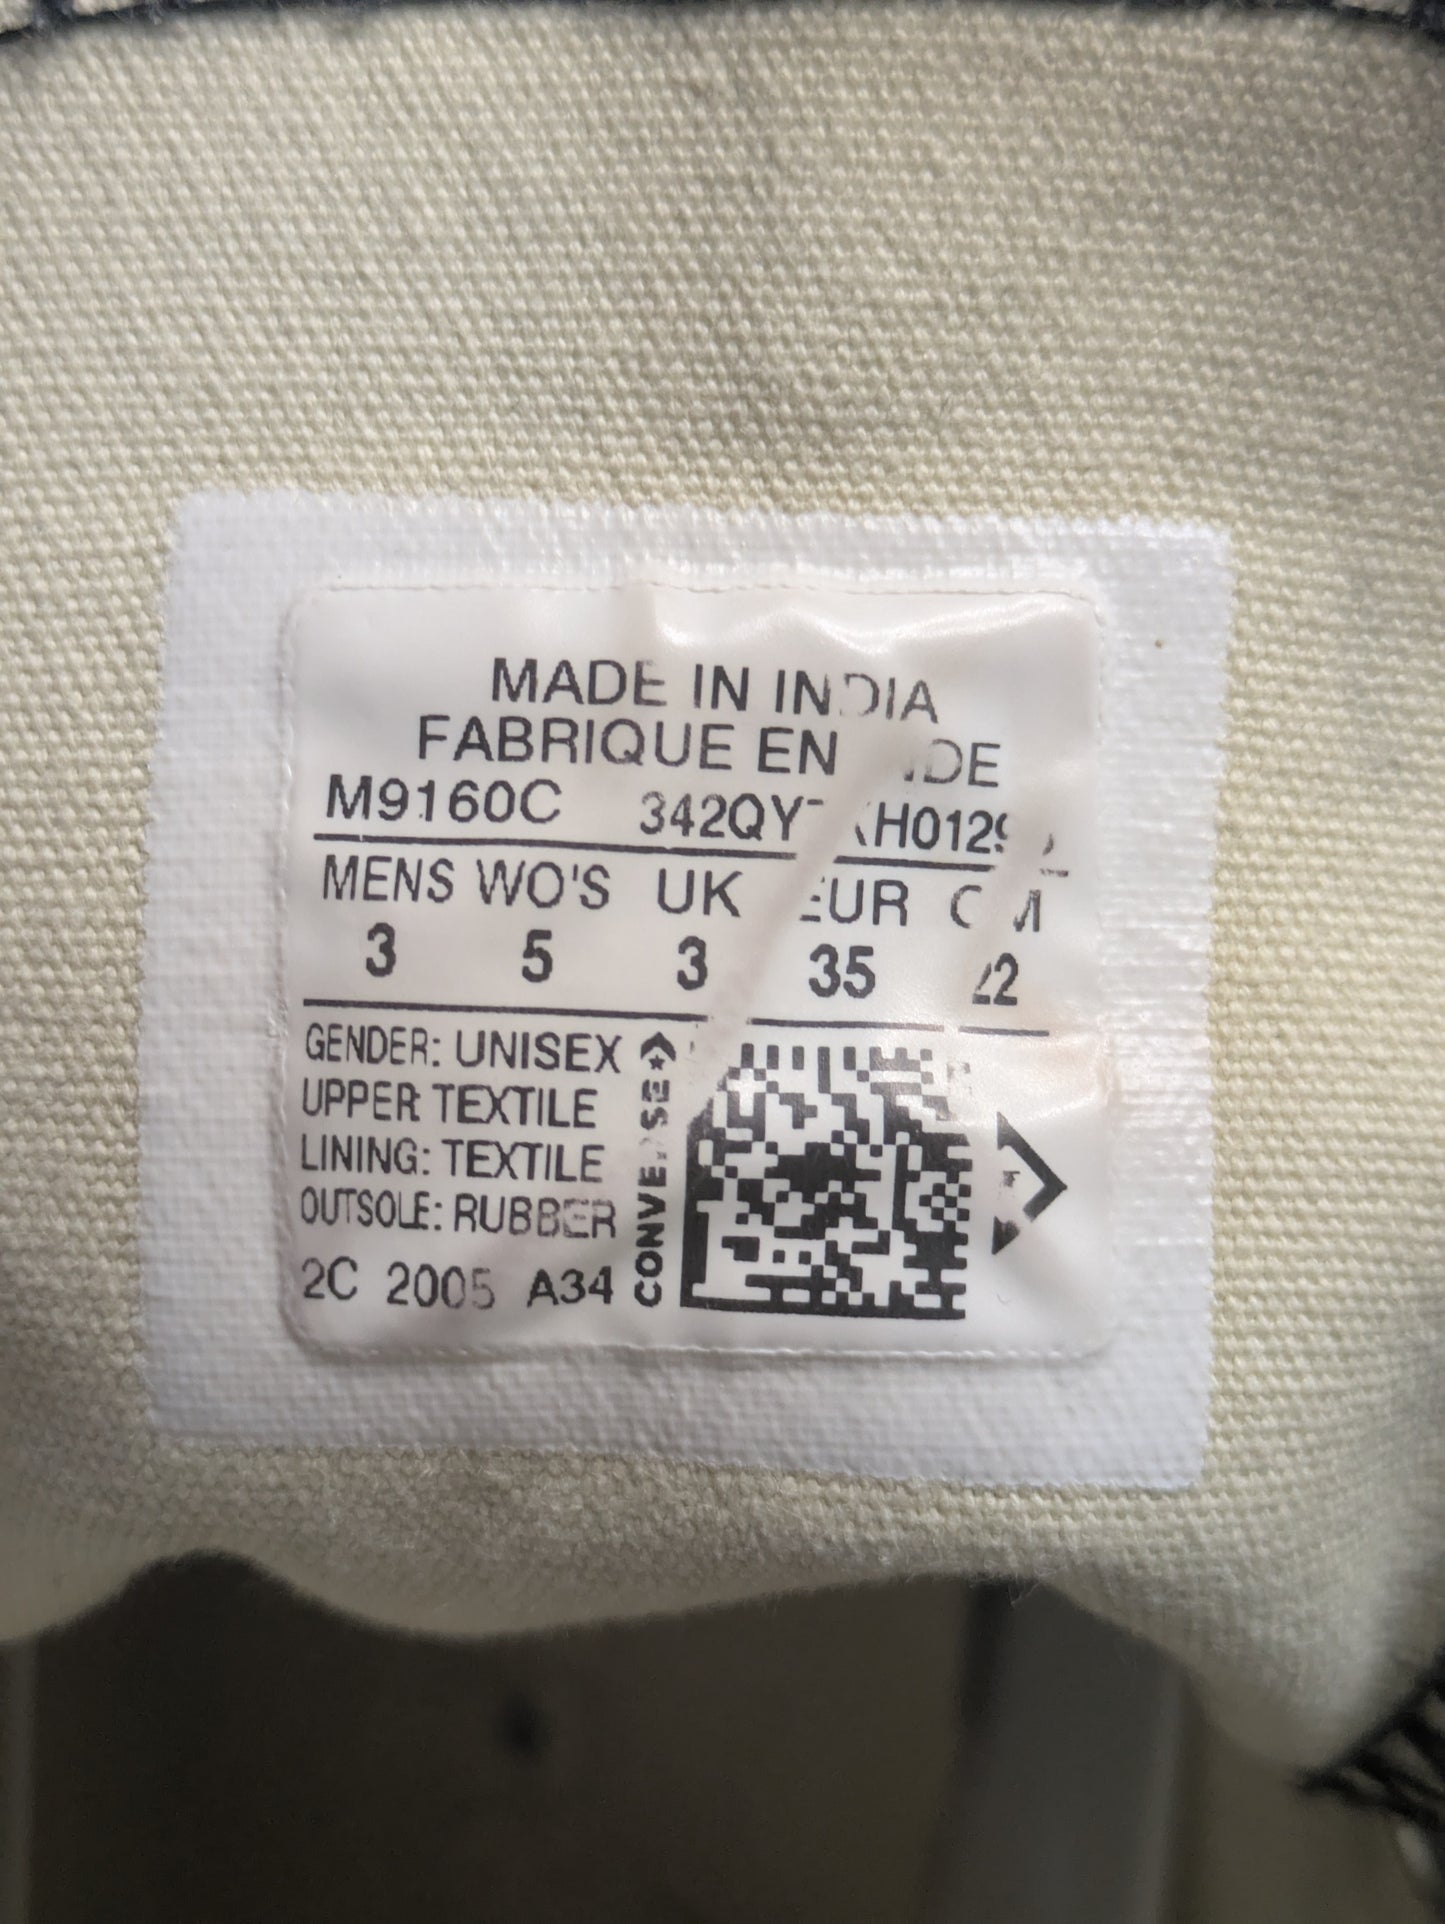 MADE IN INDIA
FABRIQUE EN
M9160C
MENS WO'S UK EUR CM
3 5 3 35 22
GENDER: UNISEX
UPPER: TEXTILE
LINING: TEXTILE
OUTSOLE: RUBBER
2C 2005 A34
CONVERSE